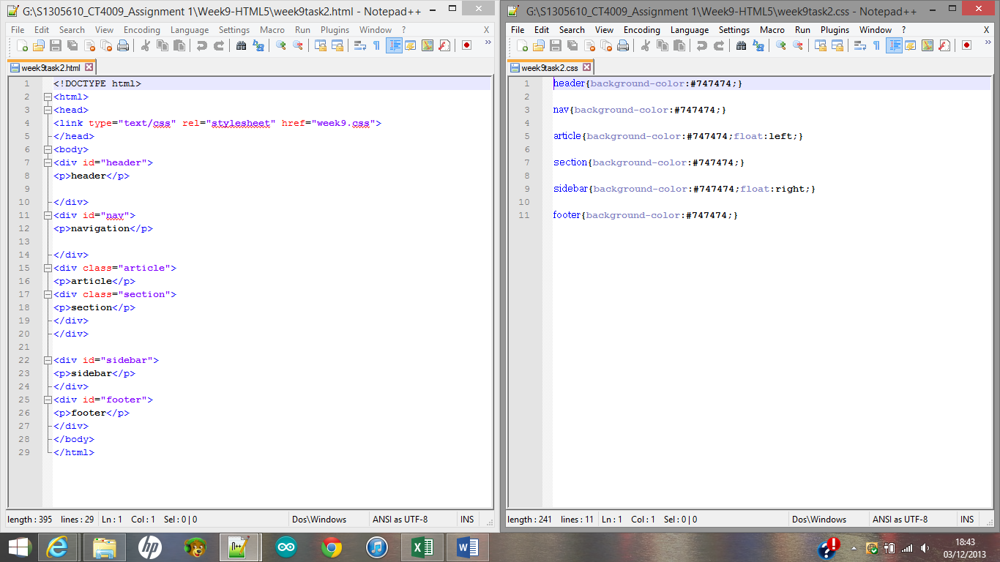 G:\S1305610_CT4009_Assignment 1\Week9-HTML5\week9task2.html - Notepad++
File Edit Search View Encoding Language Settings Macro Run Plugins Window ? X
week9task2.html
1 <!DOCTYPE html>
2 <html>
3 <head>
4 <link type="text/css" rel="stylesheet" href="week9.css">
5 </head>
6 <body>
7 <div id="header">
8 <p>header</p>
9
10 </div>
11 <div id="nav">
12 <p>navigation</p>
13
14 </div>
15 <div class="article">
16 <p>article</p>
17 <div class="section">
18 <p>section</p>
19 </div>
20 </div>
21
22 <div id="sidebar">
23 <p>sidebar</p>
24 </div>
25 <div id="footer">
26 <p>footer</p>
27 </div>
28 </body>
29 </html>
length : 395 lines : 29 Ln : 1 Col : 1 Sel : 0 | 0 Dos\Windows ANSI as UTF-8 INS
G:\S1305610_CT4009_Assignment 1\Week9-HTML5\week9task2.css - Notepad++
File Edit Search View Encoding Language Settings Macro Run Plugins Window ? X
week9task2.css
1 header{background-color:#747474;}
2
3 nav{background-color:#747474;}
4
5 article{background-color:#747474;float:left;}
6
7 section{background-color:#747474;}
8
9 sidebar{background-color:#747474;float:right;}
10
11 footer{background-color:#747474;}
length : 241 lines : 11 Ln : 1 Col : 1 Sel : 0 | 0 Dos\Windows ANSI as UTF-8 INS
18:43
03/12/2013